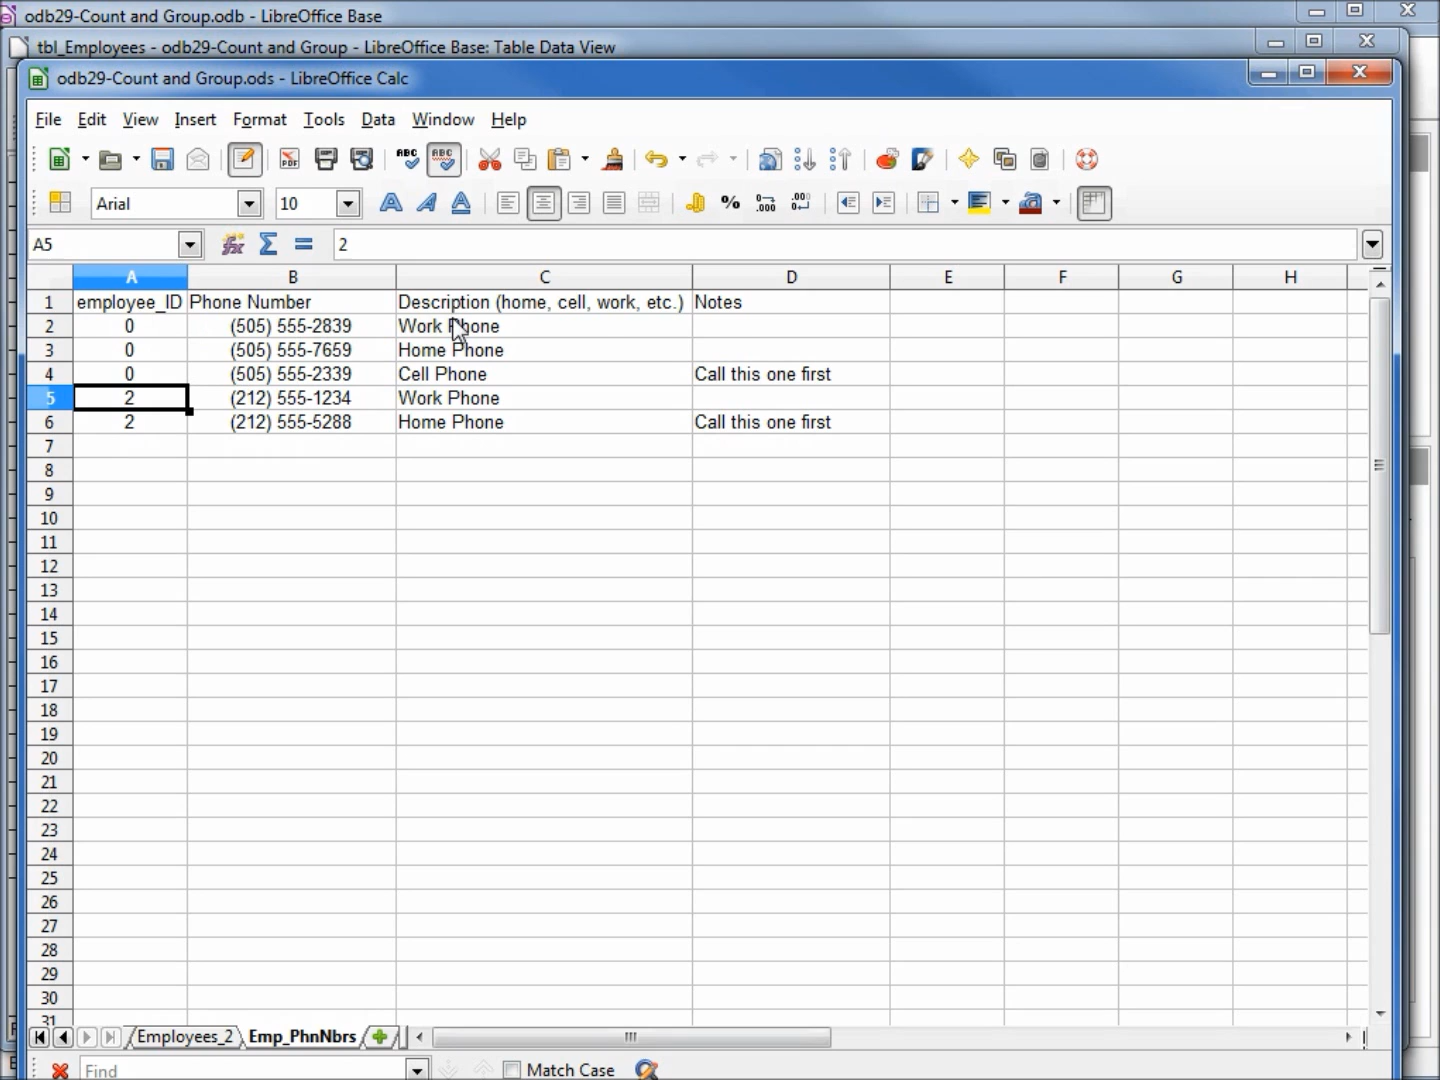 odb29-Count and Group.odb - LibreOffice Base
tbl_Employees - odb29-Count and Group - LibreOffice Base: Table Data View
odb29-Count and Group.ods - LibreOffice Calc
File Edit View Insert Format Tools Data Window Help
Arial 10
A5 2
A B C D E F G H
1 employee_ID Phone Number Description (home, cell, work, etc.) Notes
2 0 (505) 555-2839 Work Phone
3 0 (505) 555-7659 Home Phone
4 0 (505) 555-2339 Cell Phone Call this one first
5 2 (212) 555-1234 Work Phone
6 2 (212) 555-5288 Home Phone Call this one first
7
8
9
10
11
12
13
14
15
16
17
18
19
20
21
22
23
24
25
26
27
28
29
30
31
Employees_2 Emp_PhnNbrs
Find Match Case